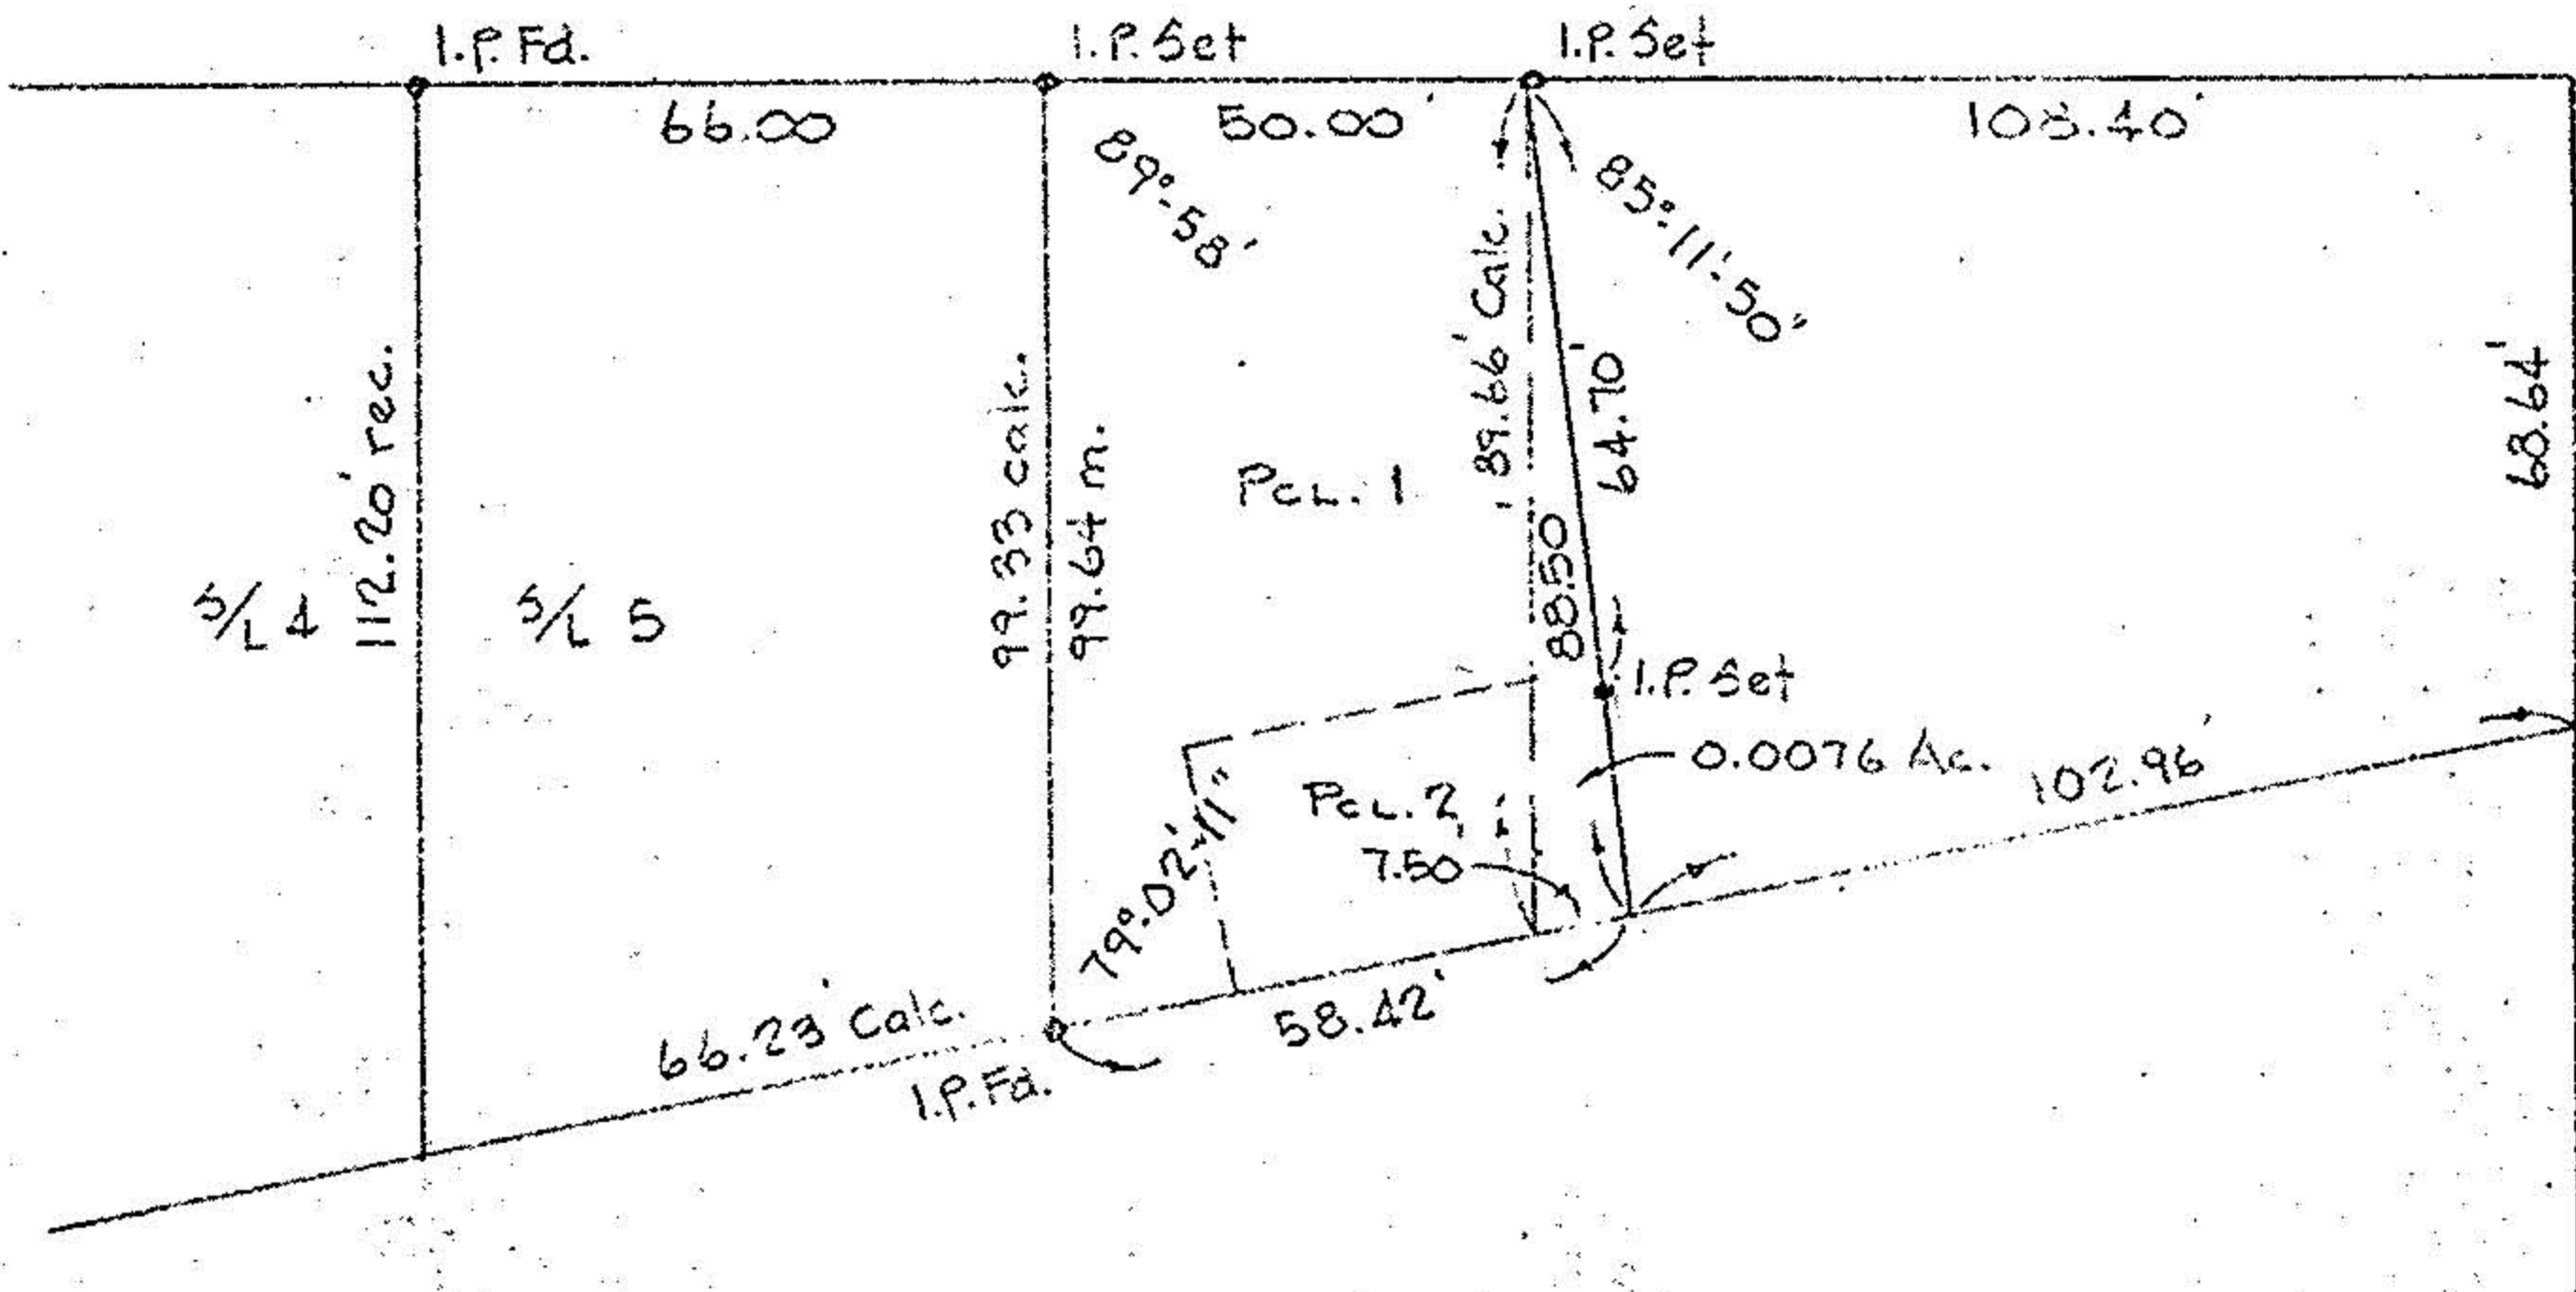 I.P. Fd.
I.P. Set
I.P. Set
66.00
50.00'
108.40'
89°-58'
85°-11'-50"
89.66' Calc.
64.70'
88.50
68.64'
112.20' rec.
99.33 calc.
99.64 m.
Pcl. 1
S/L 4
S/L 5
I.P. Set
0.0076 Ac.
102.96'
Pcl. 2
7.50
79°-02'-11"
58.42'
66.23' Calc.
I.P. Fd.